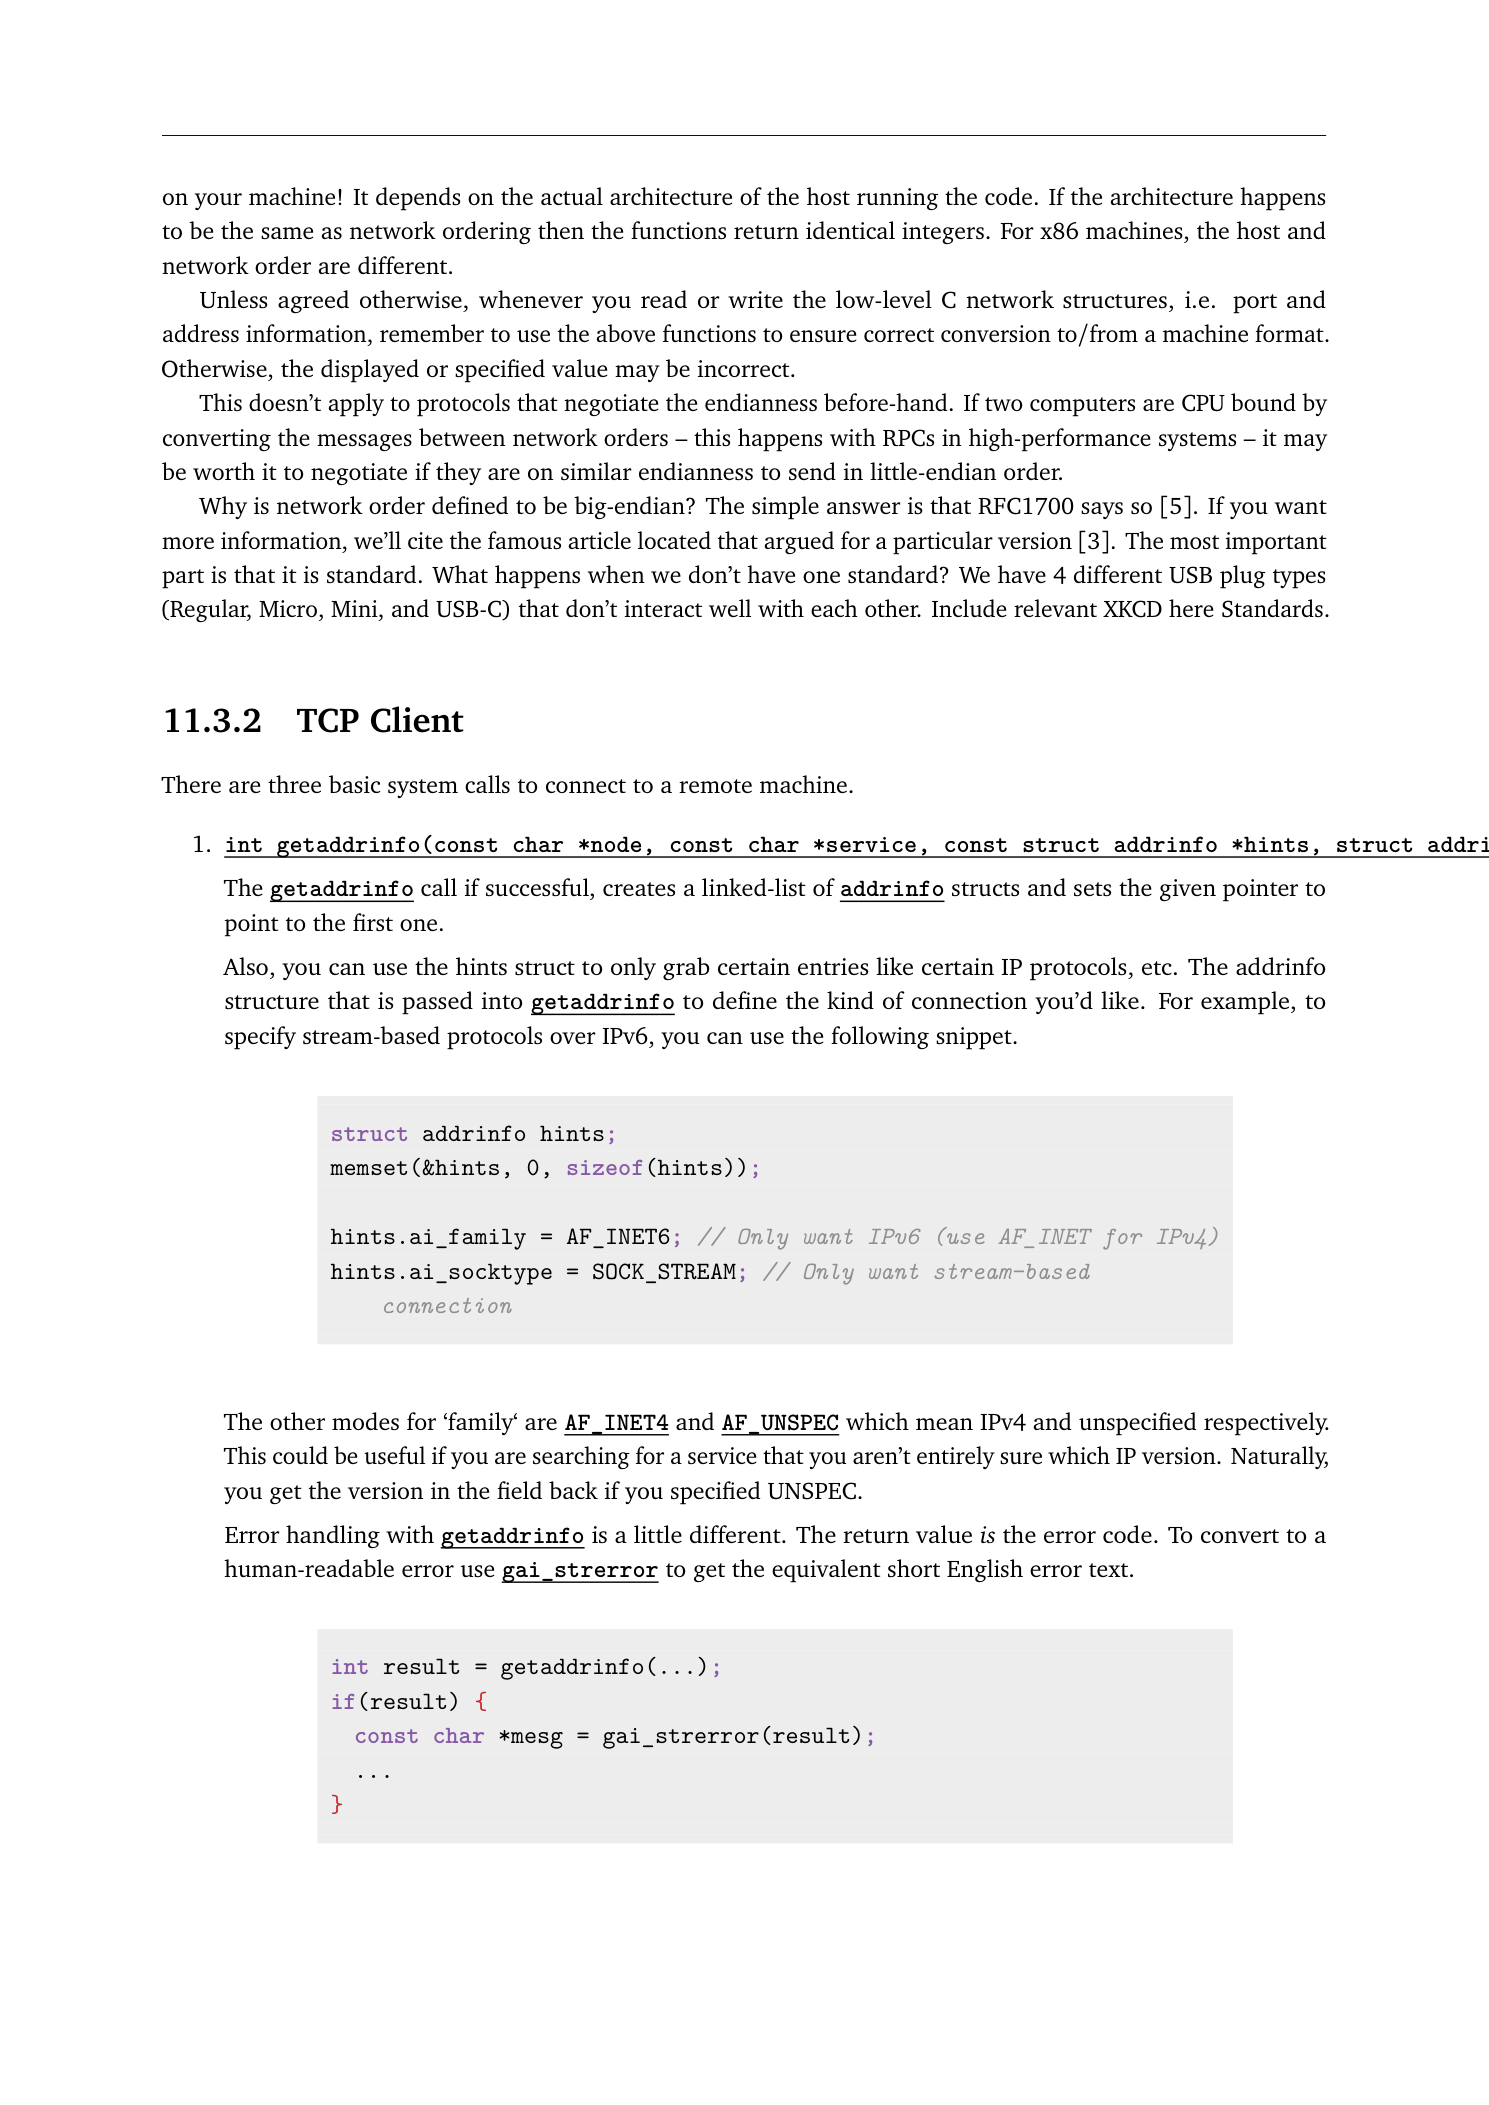 on your machine! It depends on the actual architecture of the host running the code. If the architecture happens
to be the same as network ordering then the functions return identical integers. For x86 machines, the host and
network order are different.
Unless agreed otherwise, whenever you read or write the low-level C network structures, i.e. port and
address information, remember to use the above functions to ensure correct conversion to/from a machine format.
Otherwise, the displayed or specified value may be incorrect.
This doesn’t apply to protocols that negotiate the endianness before-hand. If two computers are CPU bound by
converting the messages between network orders – this happens with RPCs in high-performance systems – it may
be worth it to negotiate if they are on similar endianness to send in little-endian order.
Why is network order defined to be big-endian? The simple answer is that RFC1700 says so [5]. If you want
more information, we’ll cite the famous article located that argued for a particular version [3]. The most important
part is that it is standard. What happens when we don’t have one standard? We have 4 different USB plug types
(Regular, Micro, Mini, and USB-C) that don’t interact well with each other. Include relevant XKCD here Standards.
11.3.2 TCP Client
There are three basic system calls to connect to a remote machine.
1. int getaddrinfo(const char *node, const char *service, const struct addrinfo *hints, struct addri
The getaddrinfo call if successful, creates a linked-list of addrinfo structs and sets the given pointer to
point to the first one.
Also, you can use the hints struct to only grab certain entries like certain IP protocols, etc. The addrinfo
structure that is passed into getaddrinfo to define the kind of connection you’d like. For example, to
specify stream-based protocols over IPv6, you can use the following snippet.
struct addrinfo hints;
memset(&hints, 0, sizeof(hints));
hints.ai_family = AF_INET6; // Only want IPv6 (use AF_INET for IPv4)
hints.ai_socktype = SOCK_STREAM; // Only want stream-based
connection
The other modes for ‘family‘ are AF_INET4 and AF_UNSPEC which mean IPv4 and unspecified respectively.
This could be useful if you are searching for a service that you aren’t entirely sure which IP version. Naturally,
you get the version in the field back if you specified UNSPEC.
Error handling with getaddrinfo is a little different. The return value is the error code. To convert to a
human-readable error use gai_strerror to get the equivalent short English error text.
int result = getaddrinfo(...);
if(result) {
const char *mesg = gai_strerror(result);
...
}